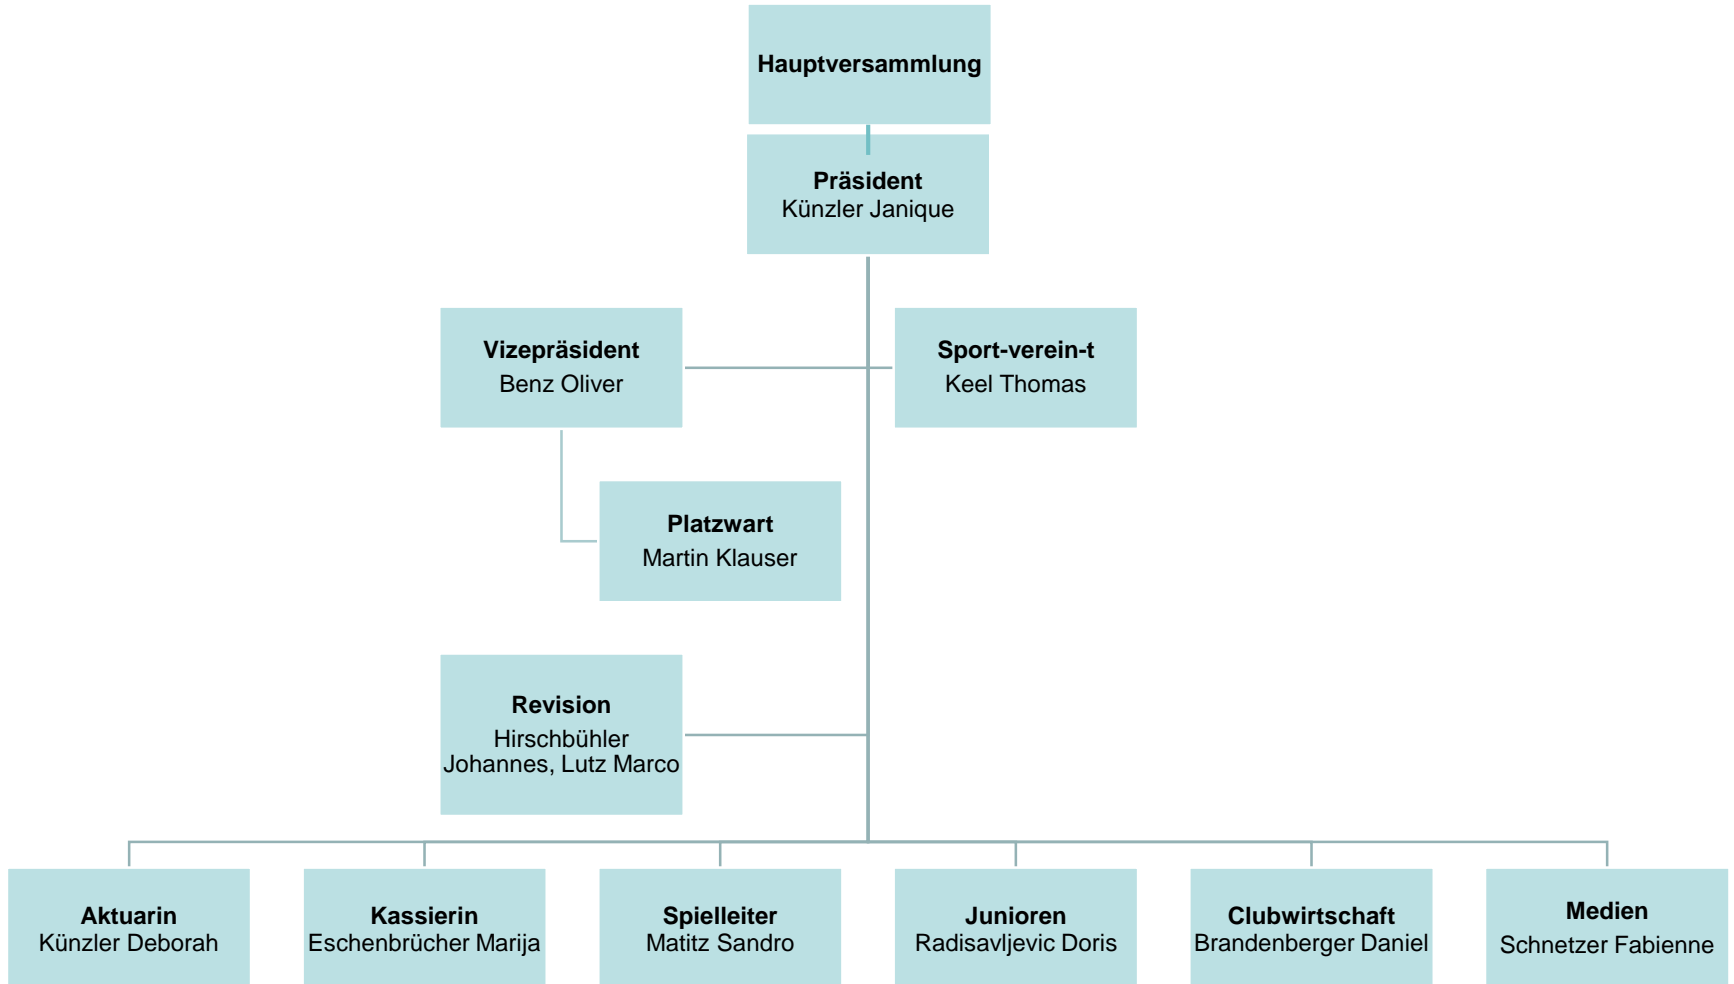 Hauptversammlung
Präsident
Künzler Janique
Vizepräsident
Benz Oliver
Sport-verein-t
Keel Thomas
Platzwart
Martin Klauser
Revision
Hirschbühler
Johannes, Lutz Marco
Aktuarin
Künzler Deborah
Kassierin
Eschenbrücher Marija
Spielleiter
Matitz Sandro
Junioren
Radisavljevic Doris
Clubwirtschaft
Brandenberger Daniel
Medien
Schnetzer Fabienne